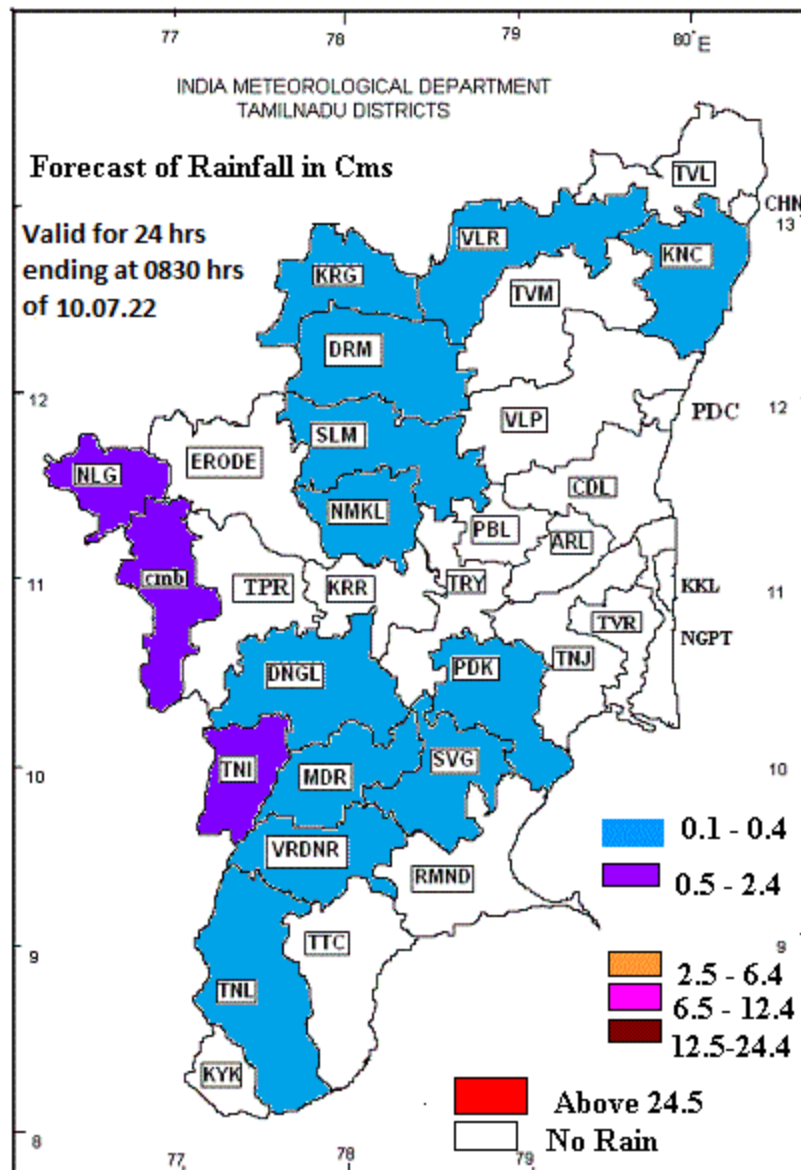 77 78 79 80°E
INDIA METEOROLOGICAL DEPARTMENT
TAMILNADU DISTRICTS
Forecast of Rainfall in Cms
TVL
CHN
13
Valid for 24 hrs
ending at 0830 hrs
of 10.07.22
VLR
KNC
KRG
TVM
DRM
12 12
PDC
VLP
SLM
ERODE
NLG
CDL
NMKL
PBL
ARL
11 cmb TPR KRR TRY KKL 11
TVR
NGPT
TNJ
DNGL PDK
10 TNI MDR SVG 10
0.1 - 0.4
VRDNR
RMND
0.5 - 2.4
9 TTC 9
2.5 - 6.4
TNL
6.5 - 12.4
12.5-24.4
KYK
Above 24.5
No Rain
8
77 78 79